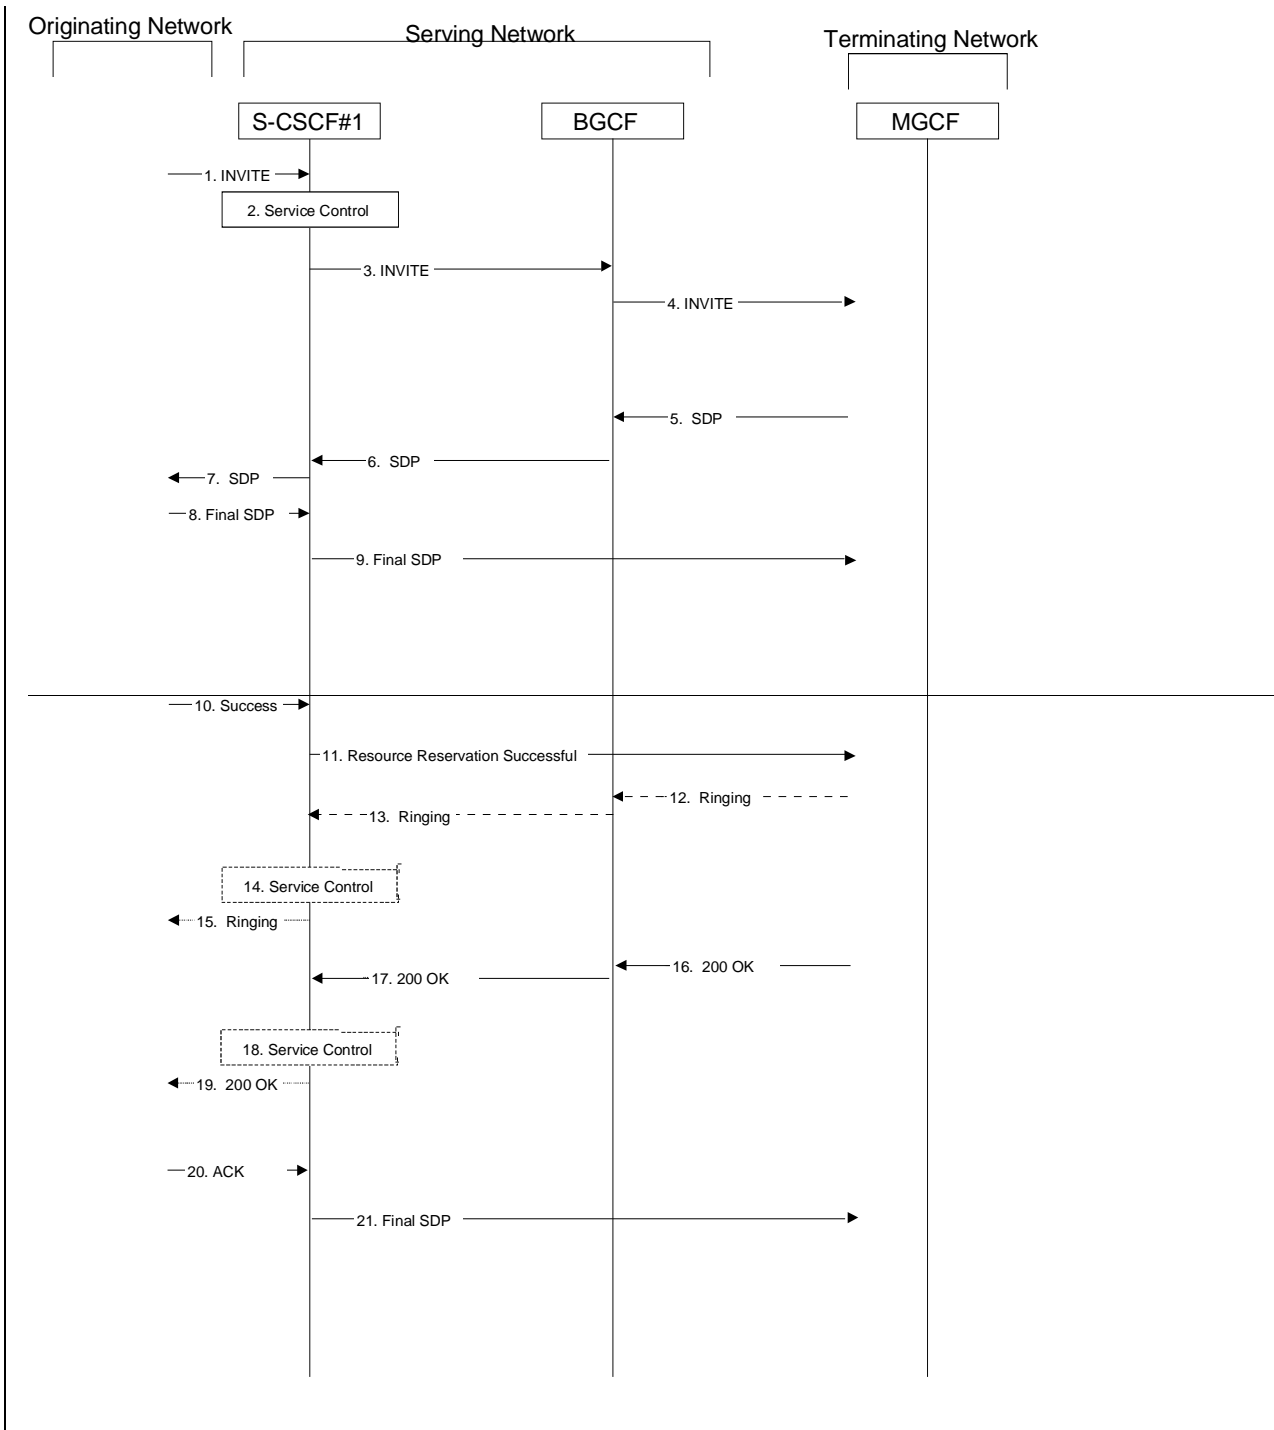 Originating Network
Serving Network
Terminating Network
S-CSCF#1
BGCF
MGCF
1. INVITE
2. Service Control
3. INVITE
4. INVITE
5. SDP
6. SDP
7. SDP
8. Final SDP
9. Final SDP
10. Success
11. Resource Reservation Successful
12. Ringing
13. Ringing
14. Service Control
15. Ringing
16. 200 OK
17. 200 OK
18. Service Control
19. 200 OK
20. ACK
21. Final SDP